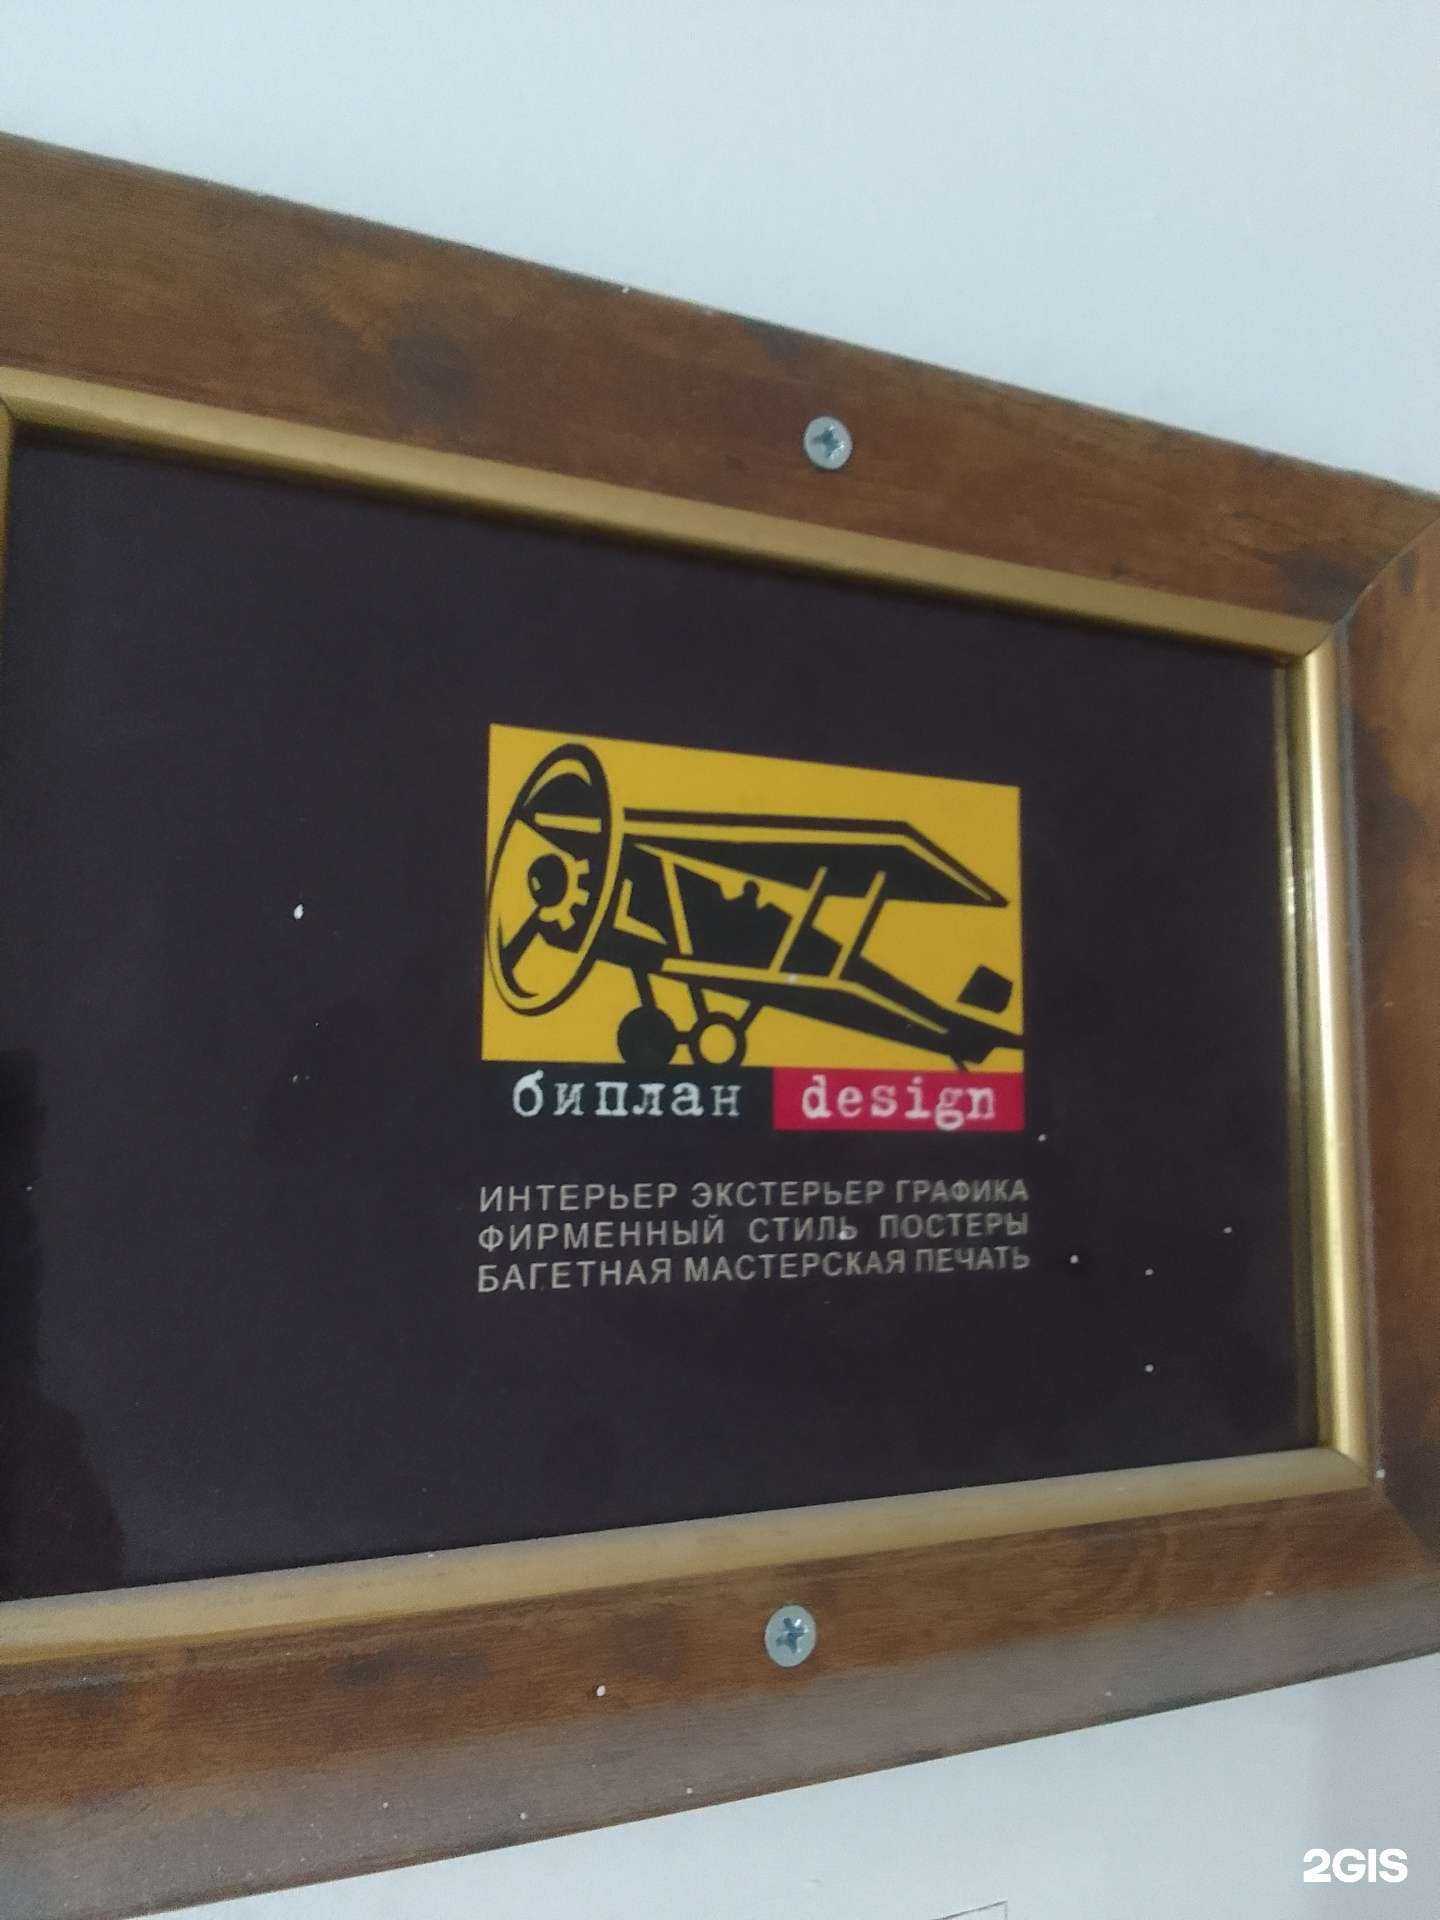 биплан design
ИНТЕРЬЕР ЭКСТЕРЬЕР ГРАФИКА
ФИРМЕННЫЙ СТИЛЬ ПОСТЕРЫ
БАГЕТНАЯ МАСТЕРСКАЯ ПЕЧАТЬ
2GIS